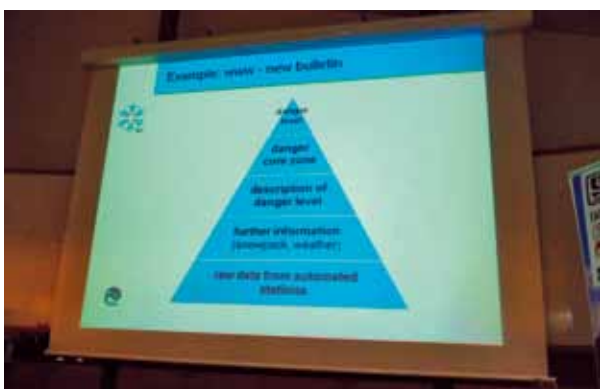 Example: www - new bulletin
danger
level
danger
core zone
description of
danger level
further information
(snowpack, weather)
raw data from automated
stations